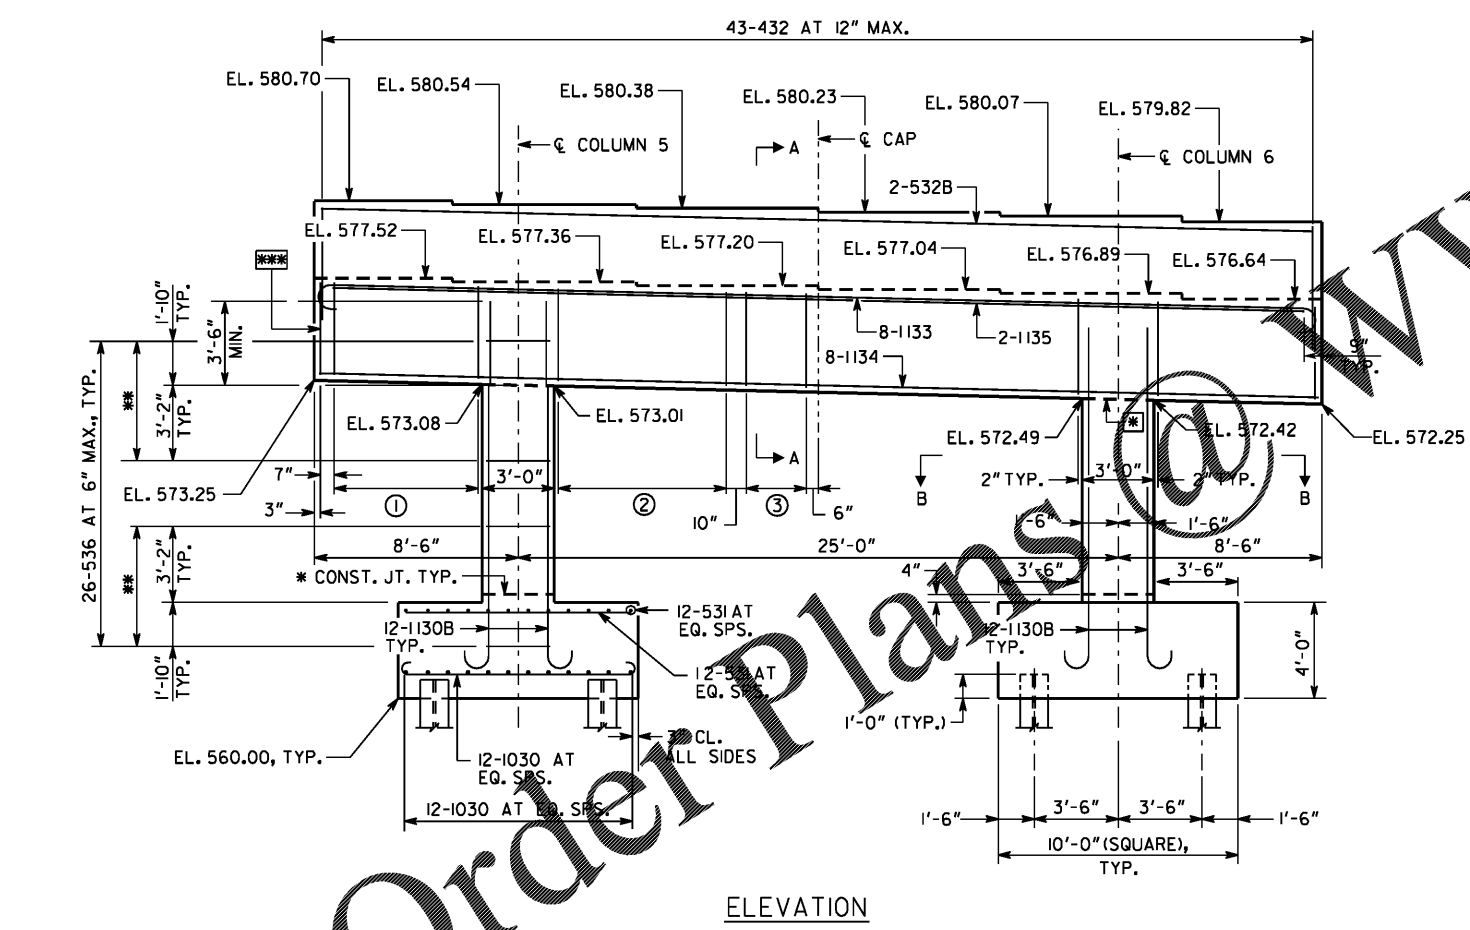 43-432 AT 12" MAX.
EL. 580.70
EL. 580.54
EL. 580.38
EL. 580.23
EL. 580.07
EL. 579.82
℄ COLUMN 5
A
℄ CAP
℄ COLUMN 6
2-532B
EL. 577.52
EL. 577.36
EL. 577.20
EL. 577.04
EL. 576.89
EL. 576.64
***
1'-10"
TYP.
3'-6"
MIN.
8-1133
2-1135
9"
TYP.
8-1134
26-536 AT 6" MAX., TYP.
**
3'-2"
TYP.
EL. 573.08
EL. 573.01
EL. 572.49
*
EL. 572.42
EL. 572.25
A
7"
3'-0"
2" TYP.
3'-0"
2" TYP.
EL. 573.25
B
B
3"
①
②
10"
③
6"
1'-6"
1'-6"
8'-6"
25'-0"
8'-6"
**
3'-2"
TYP.
* CONST. JT. TYP.
4"
3'-6"
3'-6"
12-531 AT
EQ. SPS.
12-1130B
TYP.
12-1130B
TYP.
1'-10"
TYP.
12-531 AT
EQ. SPS.
4'-0"
1'-0" (TYP.)
EL. 560.00, TYP.
12-1030 AT
EQ. SPS.
3" CL.
ALL SIDES
12-1030 AT EQ. SPS.
1'-6"
3'-6"
3'-6"
1'-6"
10'-0" (SQUARE),
TYP.
ELEVATION
Order Plans @ W